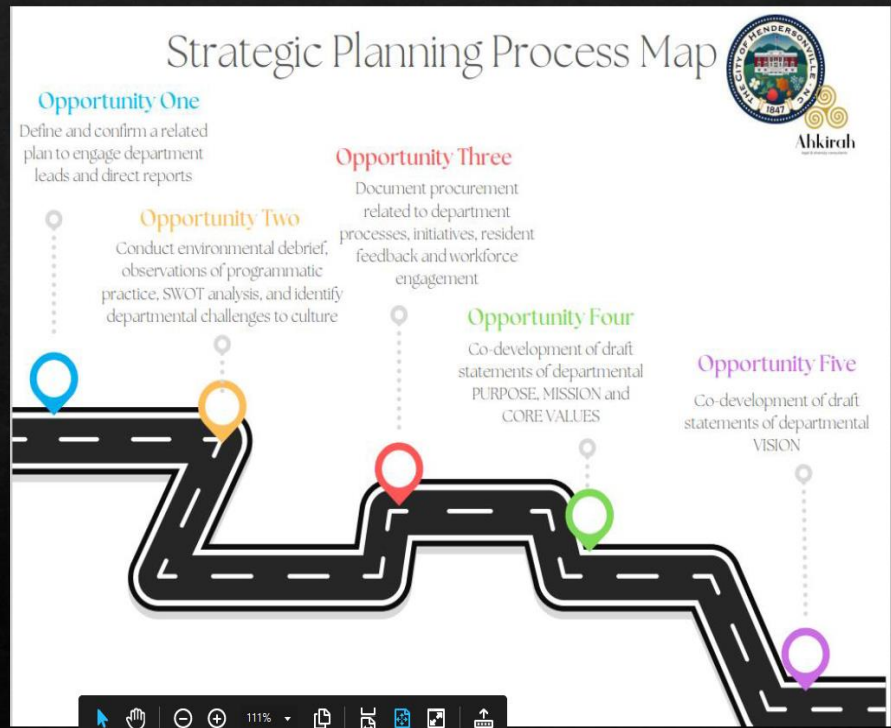 Strategic Planning Process Map
THE CITY OF HENDERSONVILLE, NC
1847
Ahkirah
Opportunity One
Define and confirm a related
plan to engage department
leads and direct reports
Opportunity Two
Conduct environmental debrief,
observations of programmatic
practice, SWOT analysis, and identify
departmental challenges to culture
Opportunity Three
Document procurement
related to department
processes, initiatives, resident
feedback and workforce
engagement
Opportunity Four
Co-development of draft
statements of departmental
PURPOSE, MISSION and
CORE VALUES
Opportunity Five
Co-development of draft
statements of departmental
VISION
111%